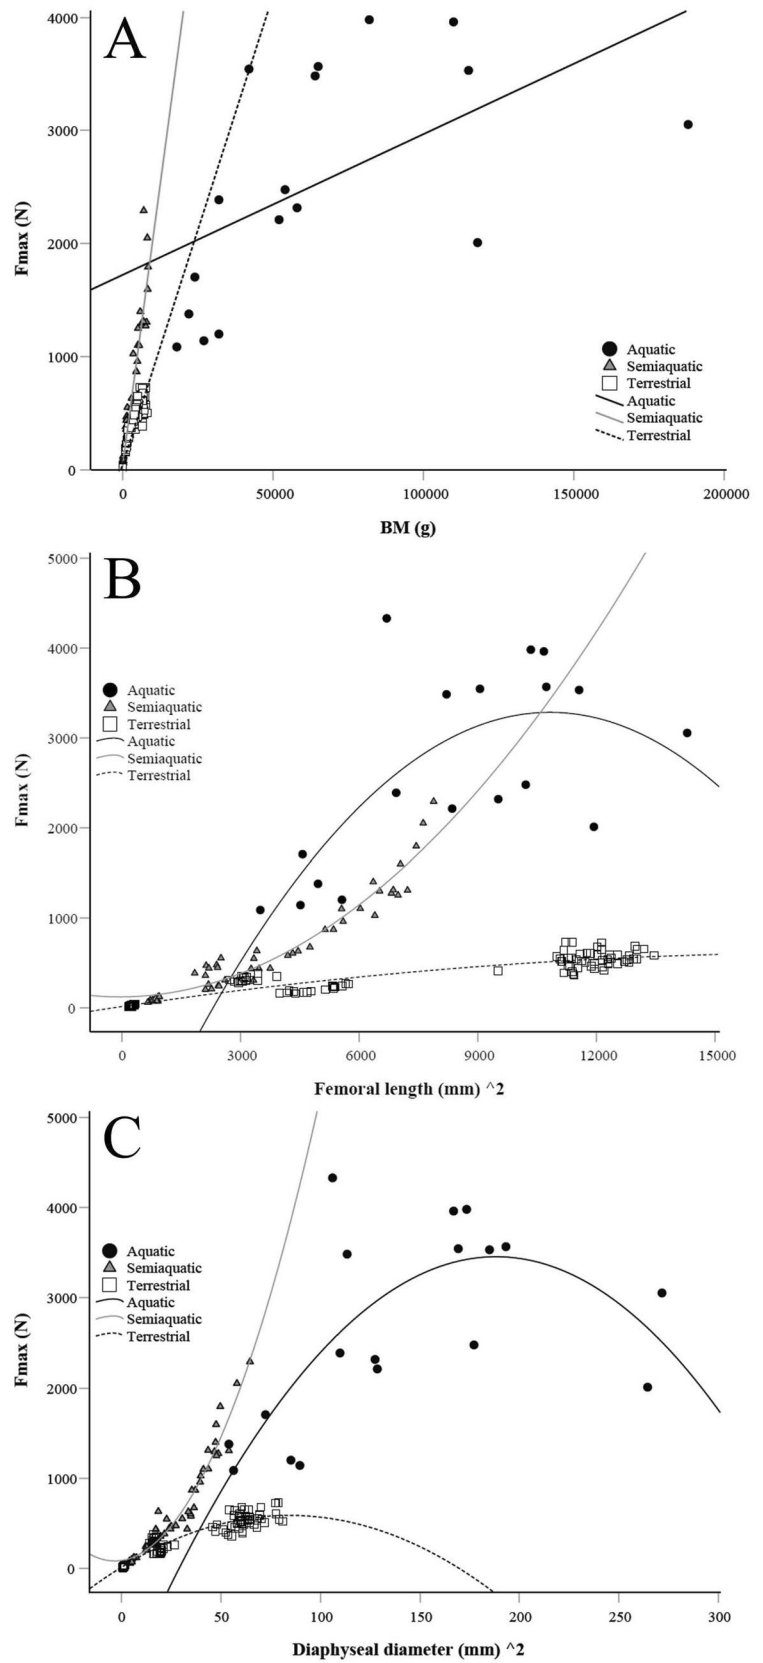 A
4000
3000
2000
1000
0
Fmax (N)
Aquatic
Semiaquatic
Terrestrial
Aquatic
Semiaquatic
Terrestrial
0 50000 100000 150000 200000
BM (g)
B
5000
4000
3000
2000
1000
0
Fmax (N)
Aquatic
Semiaquatic
Terrestrial
Aquatic
Semiaquatic
Terrestrial
0 3000 6000 9000 12000 15000
Femoral length (mm) ^2
C
5000
4000
3000
2000
1000
0
Fmax (N)
Aquatic
Semiaquatic
Terrestrial
Aquatic
Semiaquatic
Terrestrial
0 50 100 150 200 250 300
Diaphyseal diameter (mm) ^2